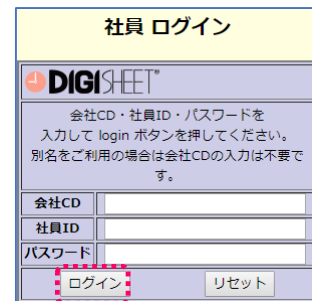 社員 ログイン
DIGISHEET®
会社CD・社員ID・パスワードを
入力して login ボタンを押してください。
別名をご利用の場合は会社CDの入力は不要で
す。
会社CD
社員ID
パスワード
ログイン リセット